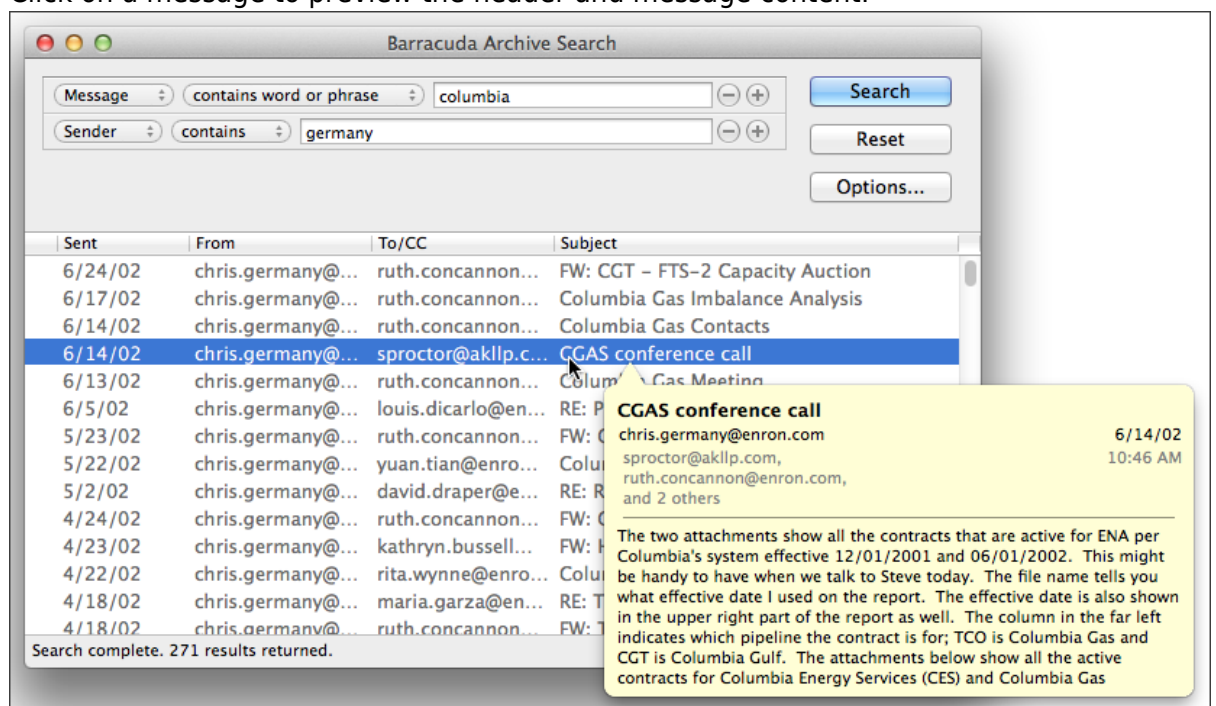 Click on a message to preview the header and message content.
Barracuda Archive Search
Message contains word or phrase columbia
Search
Sender contains germany
Reset
Options...
Sent From To/CC Subject
6/24/02 chris.germany@... ruth.concannon... FW: CGT – FTS–2 Capacity Auction
6/17/02 chris.germany@... ruth.concannon... Columbia Gas Imbalance Analysis
6/14/02 chris.germany@... ruth.concannon... Columbia Gas Contacts
6/14/02 chris.germany@... sproctor@akllp.c... CGAS conference call
6/13/02 chris.germany@... ruth.concannon... Gas Meeting
6/5/02 chris.germany@... louis.dicarlo@en... RE: P
5/23/02 chris.germany@... ruth.concannon... FW: C
5/22/02 chris.germany@... yuan.tian@enro... Colu
5/2/02 chris.germany@... david.draper@e... RE: R
4/24/02 chris.germany@... ruth.concannon... FW: C
4/23/02 chris.germany@... kathryn.bussell... FW: H
4/22/02 chris.germany@... rita.wynne@enro... Colu
4/18/02 chris.germany@... maria.garza@en... RE: T
4/18/02 chris.germany@... ruth.concannon... FW: T
Search complete. 271 results returned.
CGAS conference call
chris.germany@enron.com 6/14/02
sproctor@akllp.com, 10:46 AM
ruth.concannon@enron.com,
and 2 others
The two attachments show all the contracts that are active for ENA per
Columbia's system effective 12/01/2001 and 06/01/2002. This might
be handy to have when we talk to Steve today. The file name tells you
what effective date I used on the report. The effective date is also shown
in the upper right part of the report as well. The column in the far left
indicates which pipeline the contract is for; TCO is Columbia Gas and
CGT is Columbia Gulf. The attachments below show all the active
contracts for Columbia Energy Services (CES) and Columbia Gas